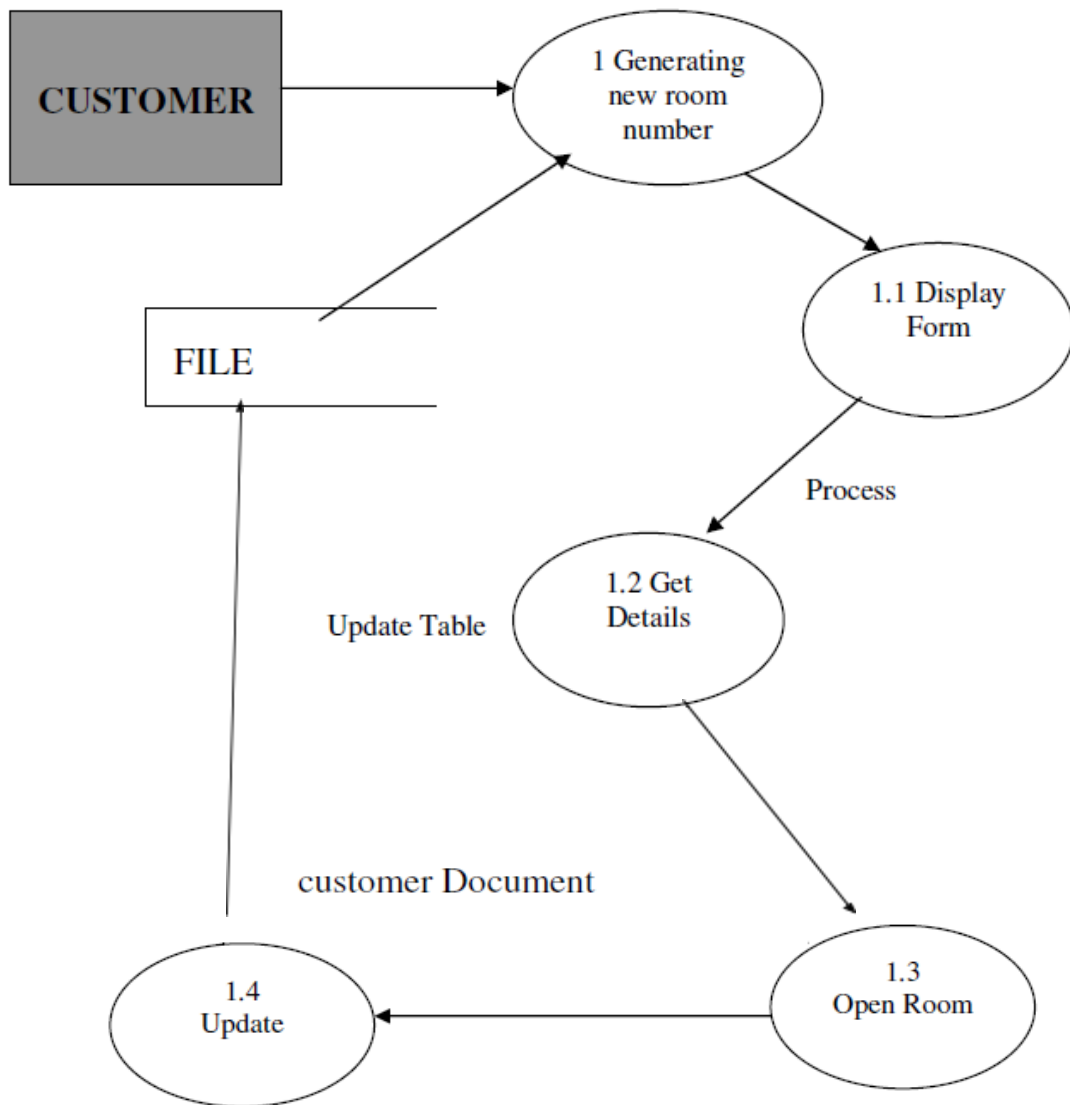 CUSTOMER
1 Generating
new room
number
1.1 Display
Form
FILE
Process
1.2 Get
Details
Update Table
customer Document
1.3
Open Room
1.4
Update